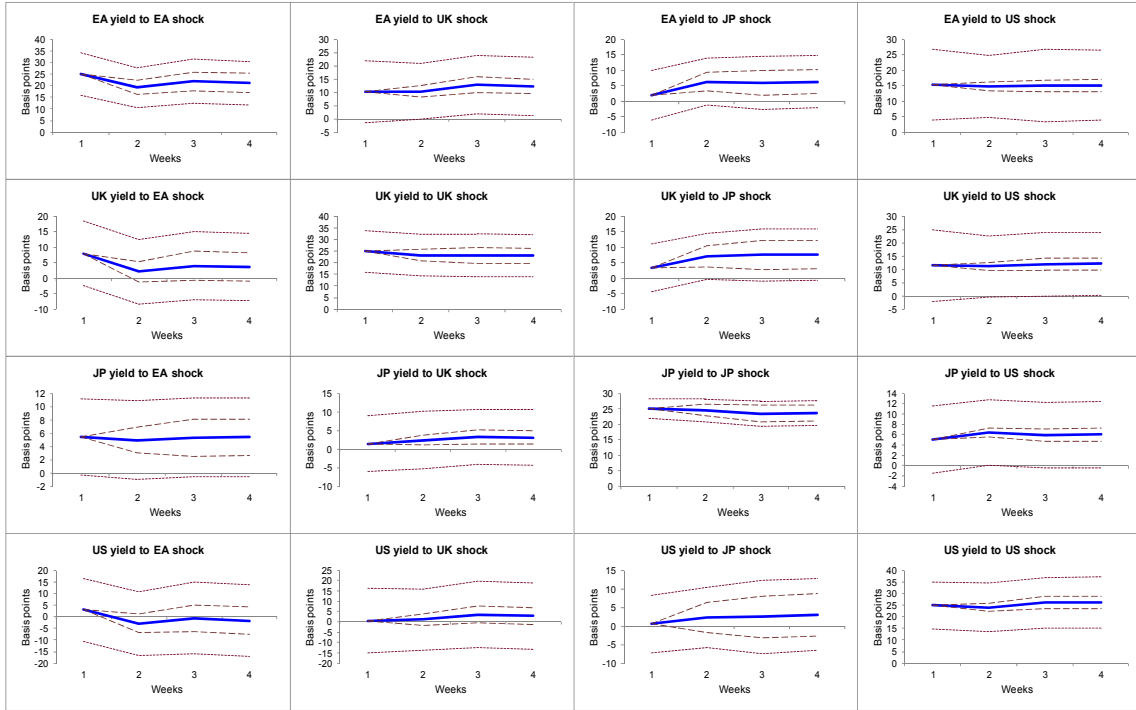 EA yield to EA shock
40
35
30
25
20
15
10
5
0
Basis points
1 2 3 4
Weeks
EA yield to UK shock
30
25
20
15
10
5
0
-5
Basis points
1 2 3 4
Weeks
EA yield to JP shock
20
15
10
5
0
-5
-10
Basis points
1 2 3 4
Weeks
EA yield to US shock
30
25
20
15
10
5
0
Basis points
1 2 3 4
Weeks
UK yield to EA shock
20
15
10
5
0
-5
-10
Basis points
1 2 3 4
Weeks
UK yield to UK shock
40
35
30
25
20
15
10
5
0
Basis points
1 2 3 4
Weeks
UK yield to JP shock
20
15
10
5
0
-5
-10
Basis points
1 2 3 4
Weeks
UK yield to US shock
30
25
20
15
10
5
0
-5
Basis points
1 2 3 4
Weeks
JP yield to EA shock
12
10
8
6
4
2
0
-2
Basis points
1 2 3 4
Weeks
JP yield to UK shock
15
10
5
0
-5
-10
Basis points
1 2 3 4
Weeks
JP yield to JP shock
30
25
20
15
10
5
0
Basis points
1 2 3 4
Weeks
JP yield to US shock
14
12
10
8
6
4
2
0
-2
-4
Basis points
1 2 3 4
Weeks
US yield to EA shock
20
15
10
5
0
-5
-10
-15
-20
Basis points
1 2 3 4
Weeks
US yield to UK shock
25
20
15
10
5
0
-5
-10
-15
-20
Basis points
1 2 3 4
Weeks
US yield to JP shock
15
10
5
0
-5
-10
Basis points
1 2 3 4
Weeks
US yield to US shock
40
35
30
25
20
15
10
5
0
Basis points
1 2 3 4
Weeks